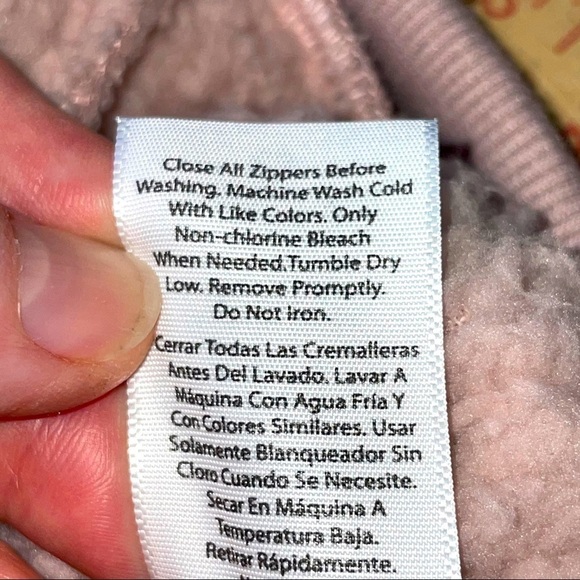 Close All Zippers Before
Washing. Machine Wash Cold
With Like Colors. Only
Non-chlorine Bleach
When Needed.Tumble Dry
Low. Remove Promptly.
Do Not Iron.
Cerrar Todas Las Cremalleras
Antes Del Lavado. Lavar A
Máquina Con Agua Fría Y
Con Colores Similares. Usar
Solamente Blanqueador Sin
Cloro Cuando Se Necesite.
Secar En Máquina A
Temperatura Baja.
Retirar Rápidamente.